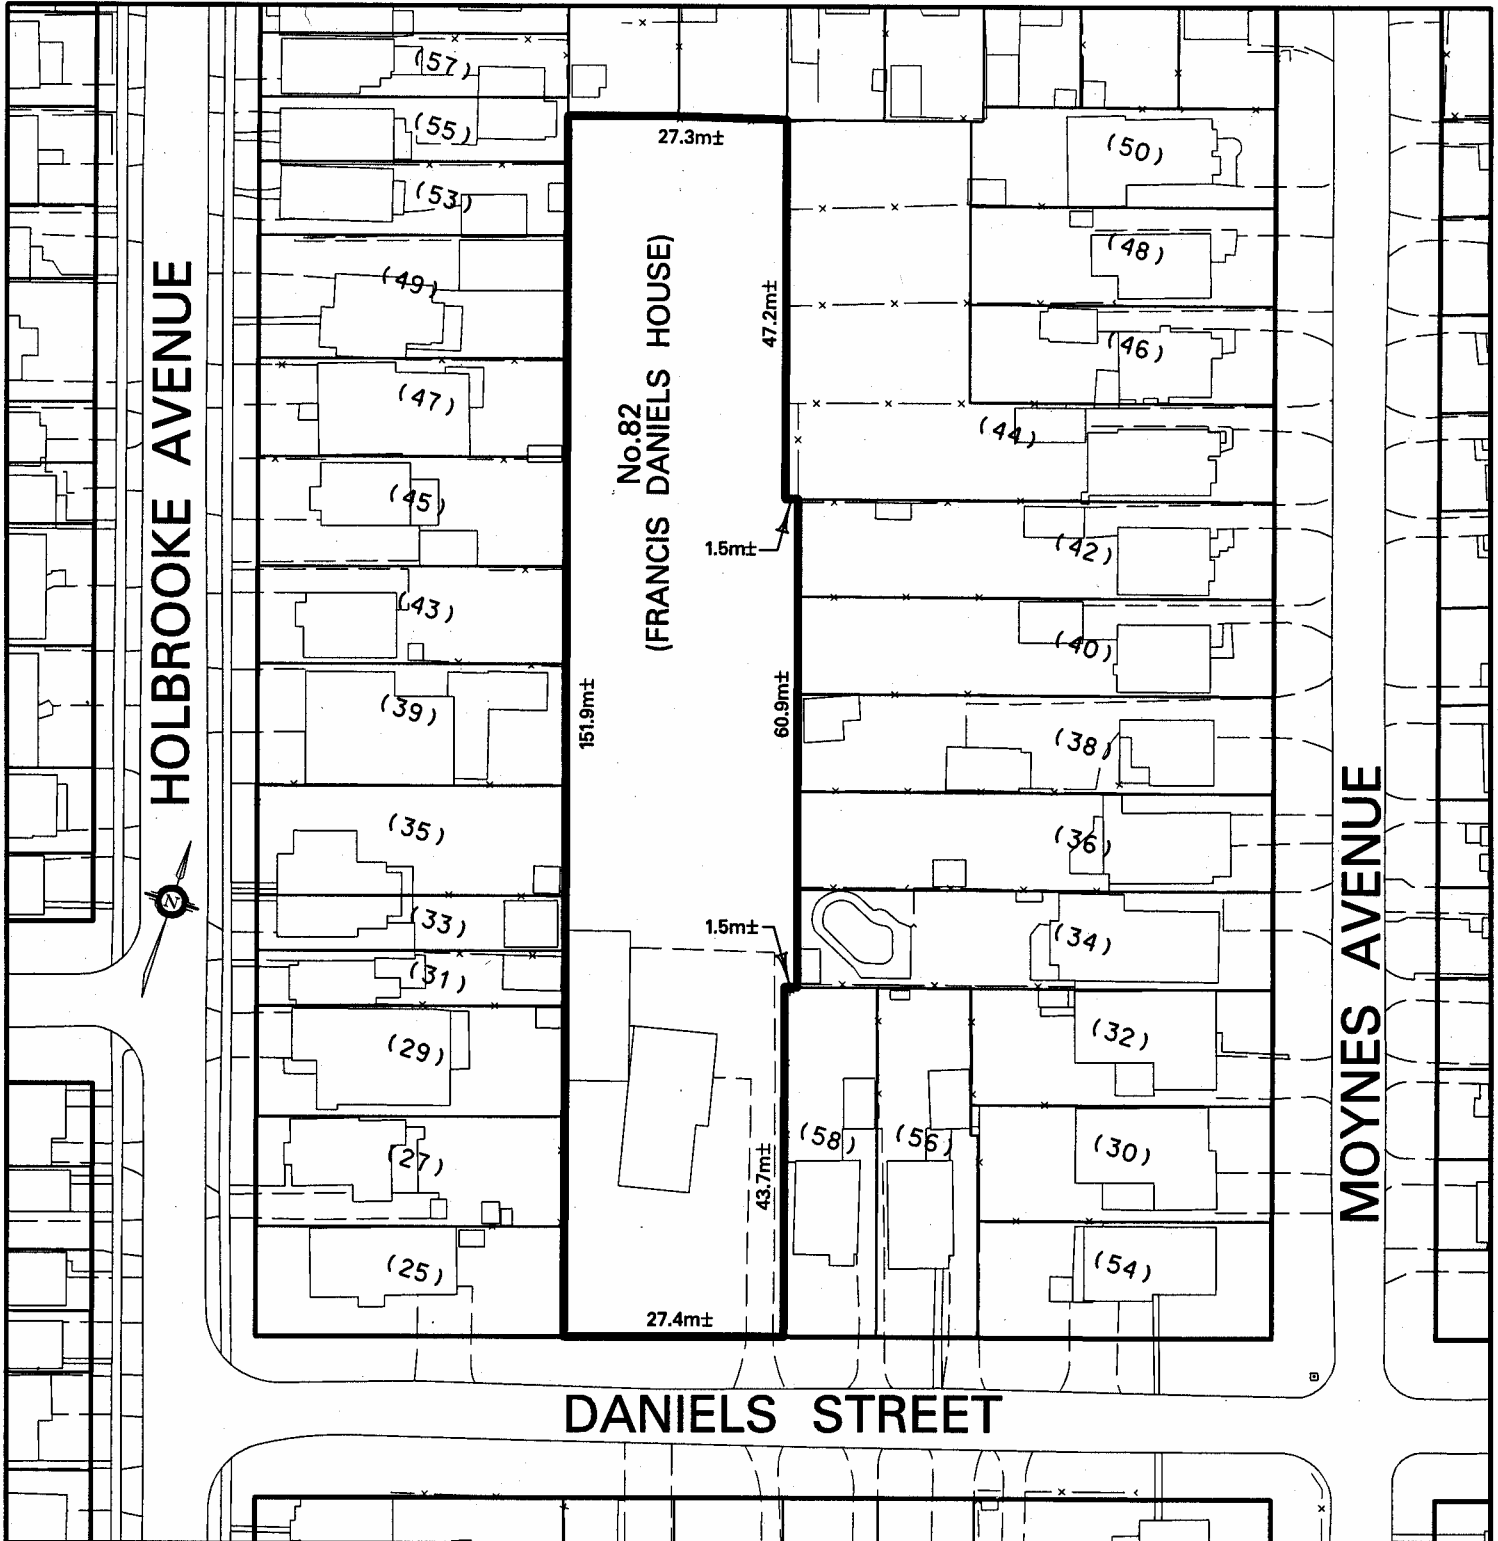 (57)
(55)
(53)
(49)
(47)
(45)
(43)
(39)
(35)
(33)
(31)
(29)
(27)
(25)
HOLBROOKE AVENUE
N
27.3m±
No.82
(FRANCIS DANIELS HOUSE)
47.2m±
1.5m±
151.9m±
60.9m±
1.5m±
43.7m±
27.4m±
(50)
(48)
(46)
(44)
(42)
(40)
(38)
(36)
(34)
(32)
(58)
(56)
(30)
(54)
MOYNES AVENUE
DANIELS STREET